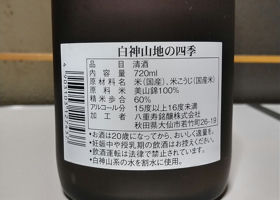 白神山地の四季
品目 清酒
内容量 720ml
原材料名 米(国産)、米こうじ(国産米)
原料米 美山錦100%
精米歩合 60%
アルコール分 15度以上16度未満
製造者 八重寿銘醸株式会社
秋田県大仙市若竹町26-19
•お酒は20歳になってから、おいしく適量を。
•妊娠中や授乳期の飲酒はお控えください。
•飲酒運転は法律で禁止されています。
•白神山系の水を割水に使用。